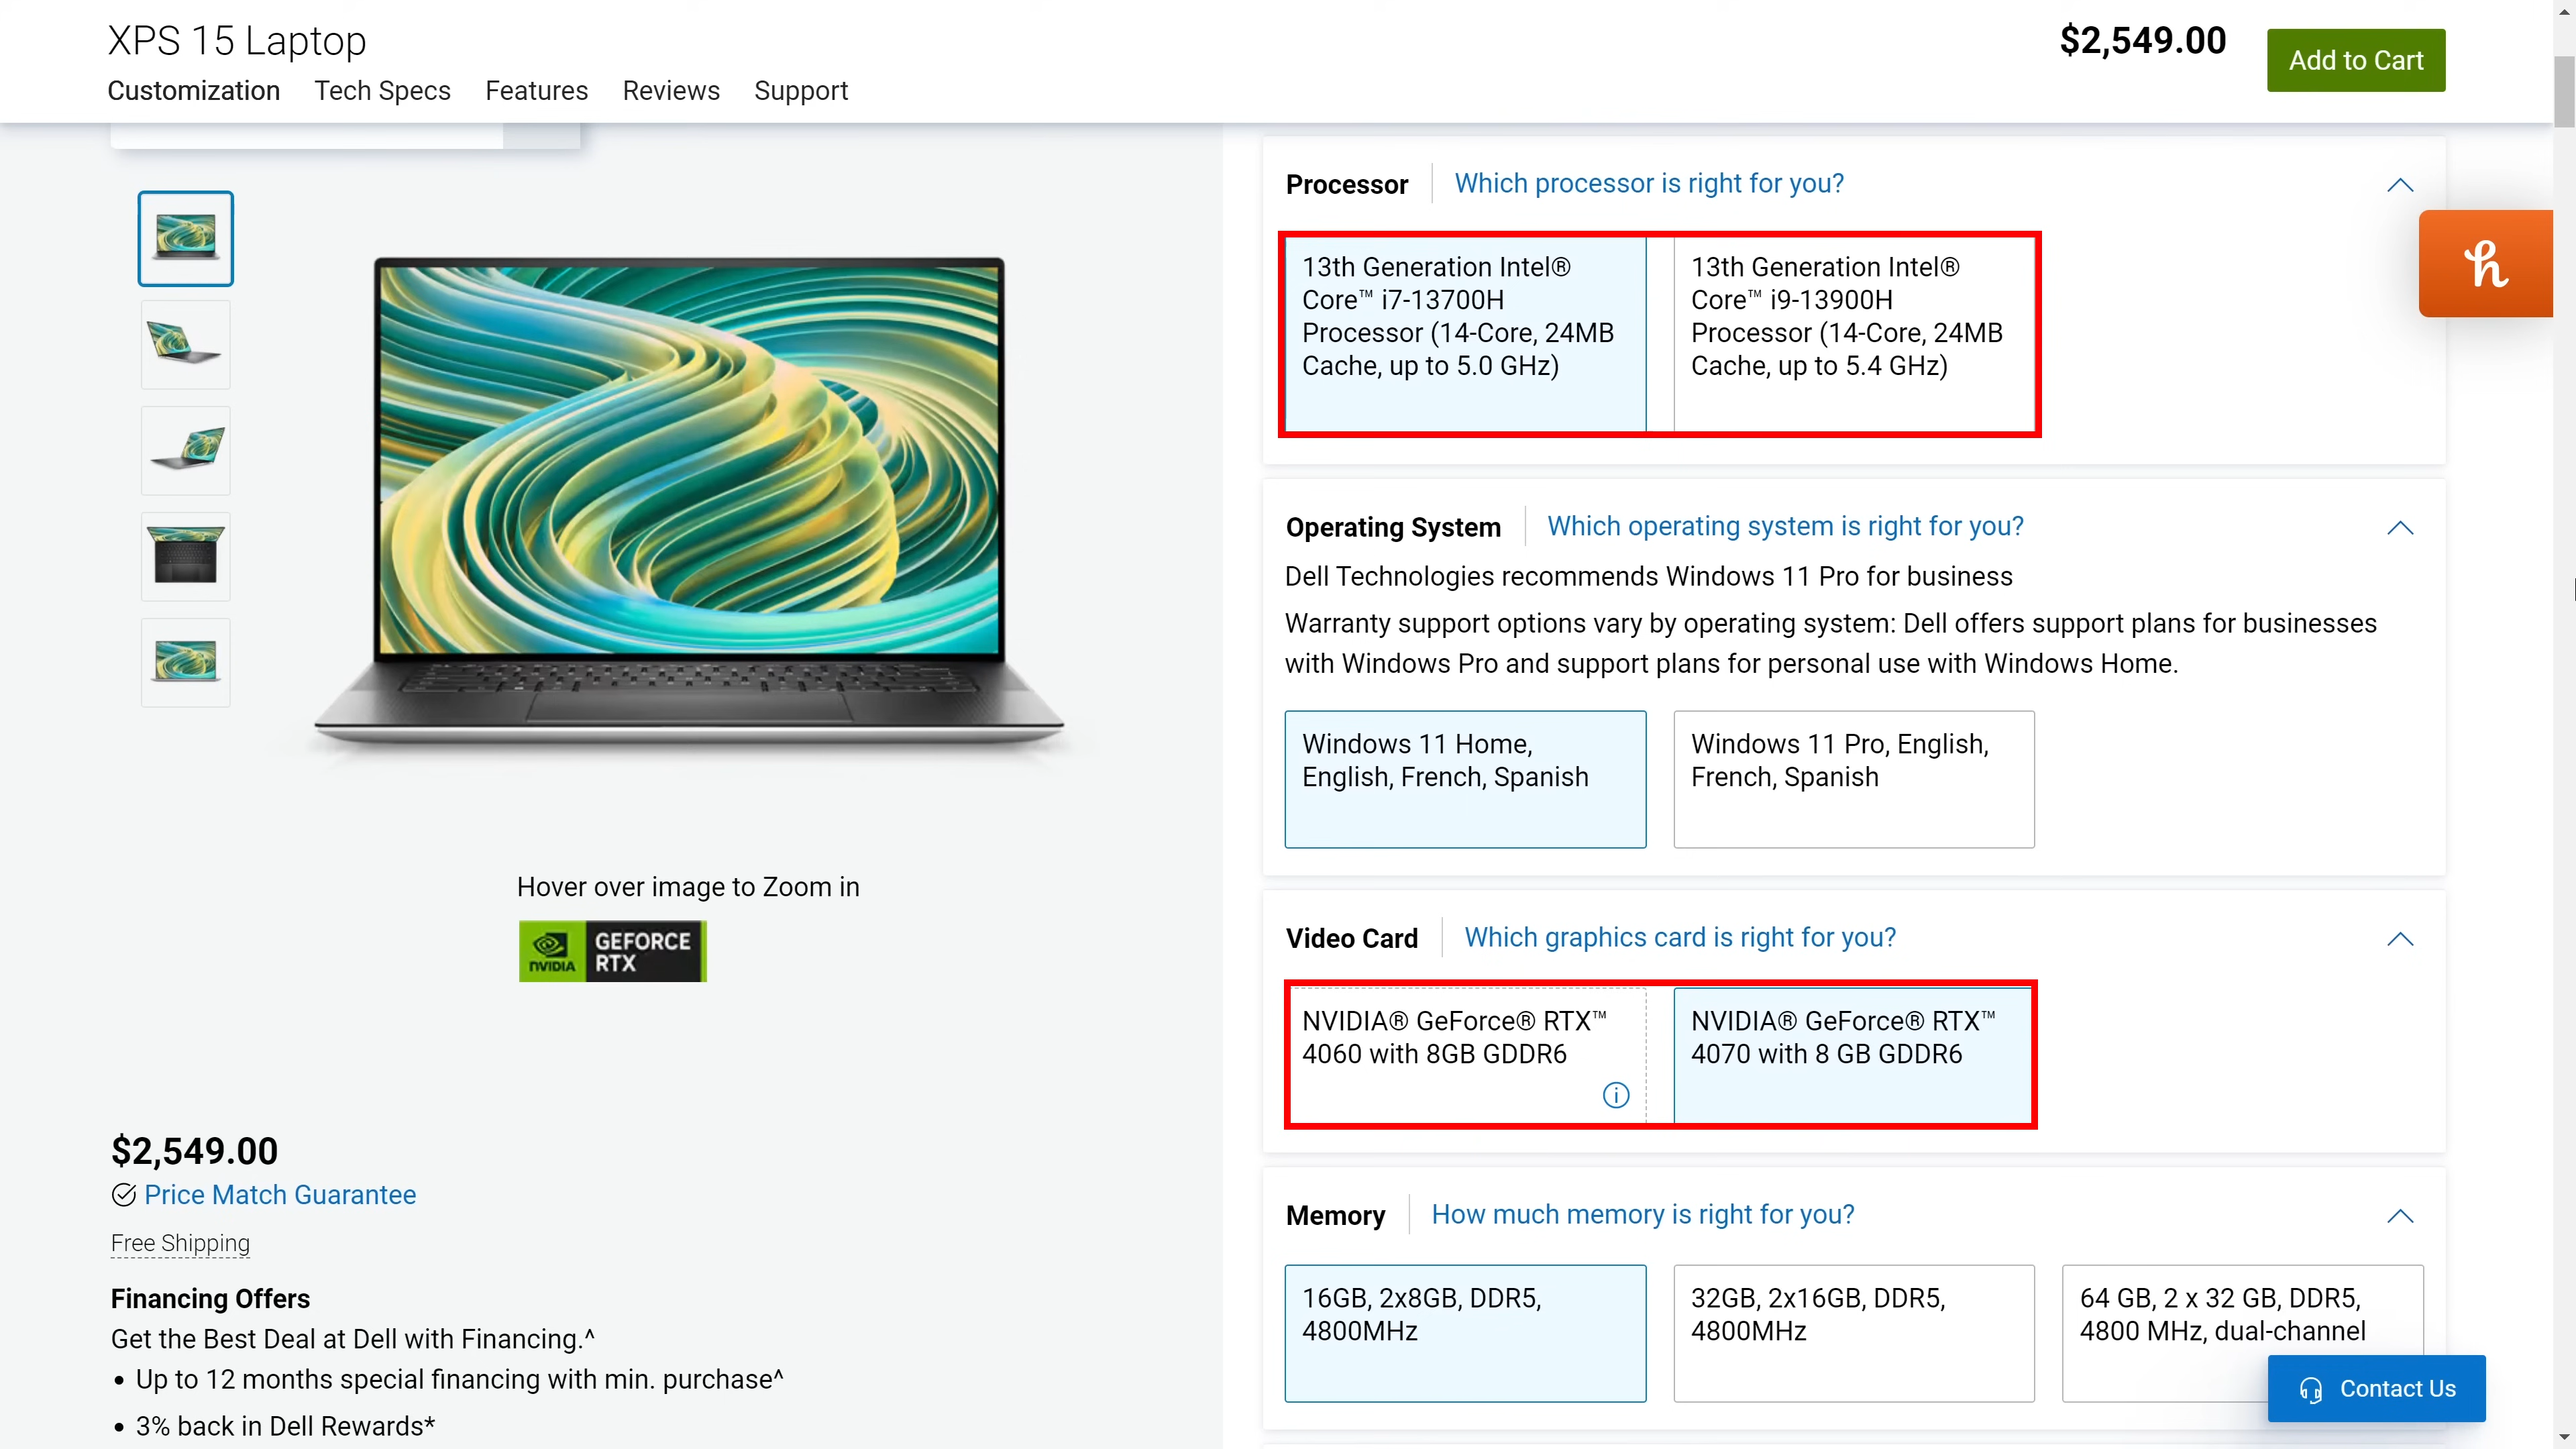 XPS 15 Laptop
$2,549.00
Add to Cart
Customization Tech Specs Features Reviews Support
Processor Which processor is right for you?
13th Generation Intel®
Core™ i7-13700H
Processor (14-Core, 24MB
Cache, up to 5.0 GHz)
13th Generation Intel®
Core™ i9-13900H
Processor (14-Core, 24MB
Cache, up to 5.4 GHz)
Operating System Which operating system is right for you?
Dell Technologies recommends Windows 11 Pro for business
Warranty support options vary by operating system: Dell offers support plans for businesses
with Windows Pro and support plans for personal use with Windows Home.
Windows 11 Home,
English, French, Spanish
Windows 11 Pro, English,
French, Spanish
Hover over image to Zoom in
NVIDIA
GEFORCE
RTX
Video Card Which graphics card is right for you?
NVIDIA® GeForce® RTX™
4060 with 8GB GDDR6
NVIDIA® GeForce® RTX™
4070 with 8 GB GDDR6
$2,549.00
Price Match Guarantee
Free Shipping
Financing Offers
Get the Best Deal at Dell with Financing.^
• Up to 12 months special financing with min. purchase^
• 3% back in Dell Rewards*
Memory How much memory is right for you?
16GB, 2x8GB, DDR5,
4800MHz
32GB, 2x16GB, DDR5,
4800MHz
64 GB, 2 x 32 GB, DDR5,
4800 MHz, dual-channel
Contact Us